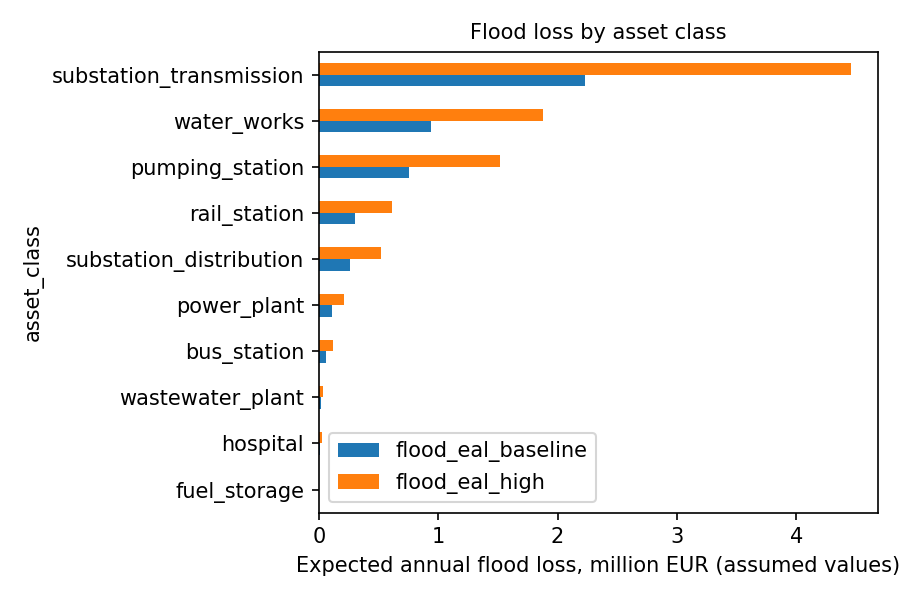 Flood loss by asset class
asset_class
substation_transmission
water_works
pumping_station
rail_station
substation_distribution
power_plant
bus_station
wastewater_plant
hospital
fuel_storage
flood_eal_baseline
flood_eal_high
0 1 2 3 4
Expected annual flood loss, million EUR (assumed values)